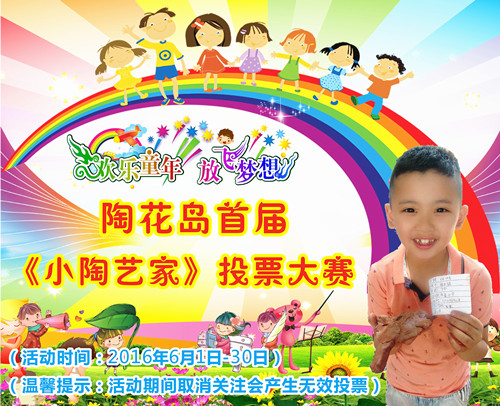 欢乐童年 放飞梦想
陶花岛首届
《小陶艺家》投票大赛
（活动时间：2016年6月1日-30日）
（温馨提示：活动期间取消关注会产生无效投票）